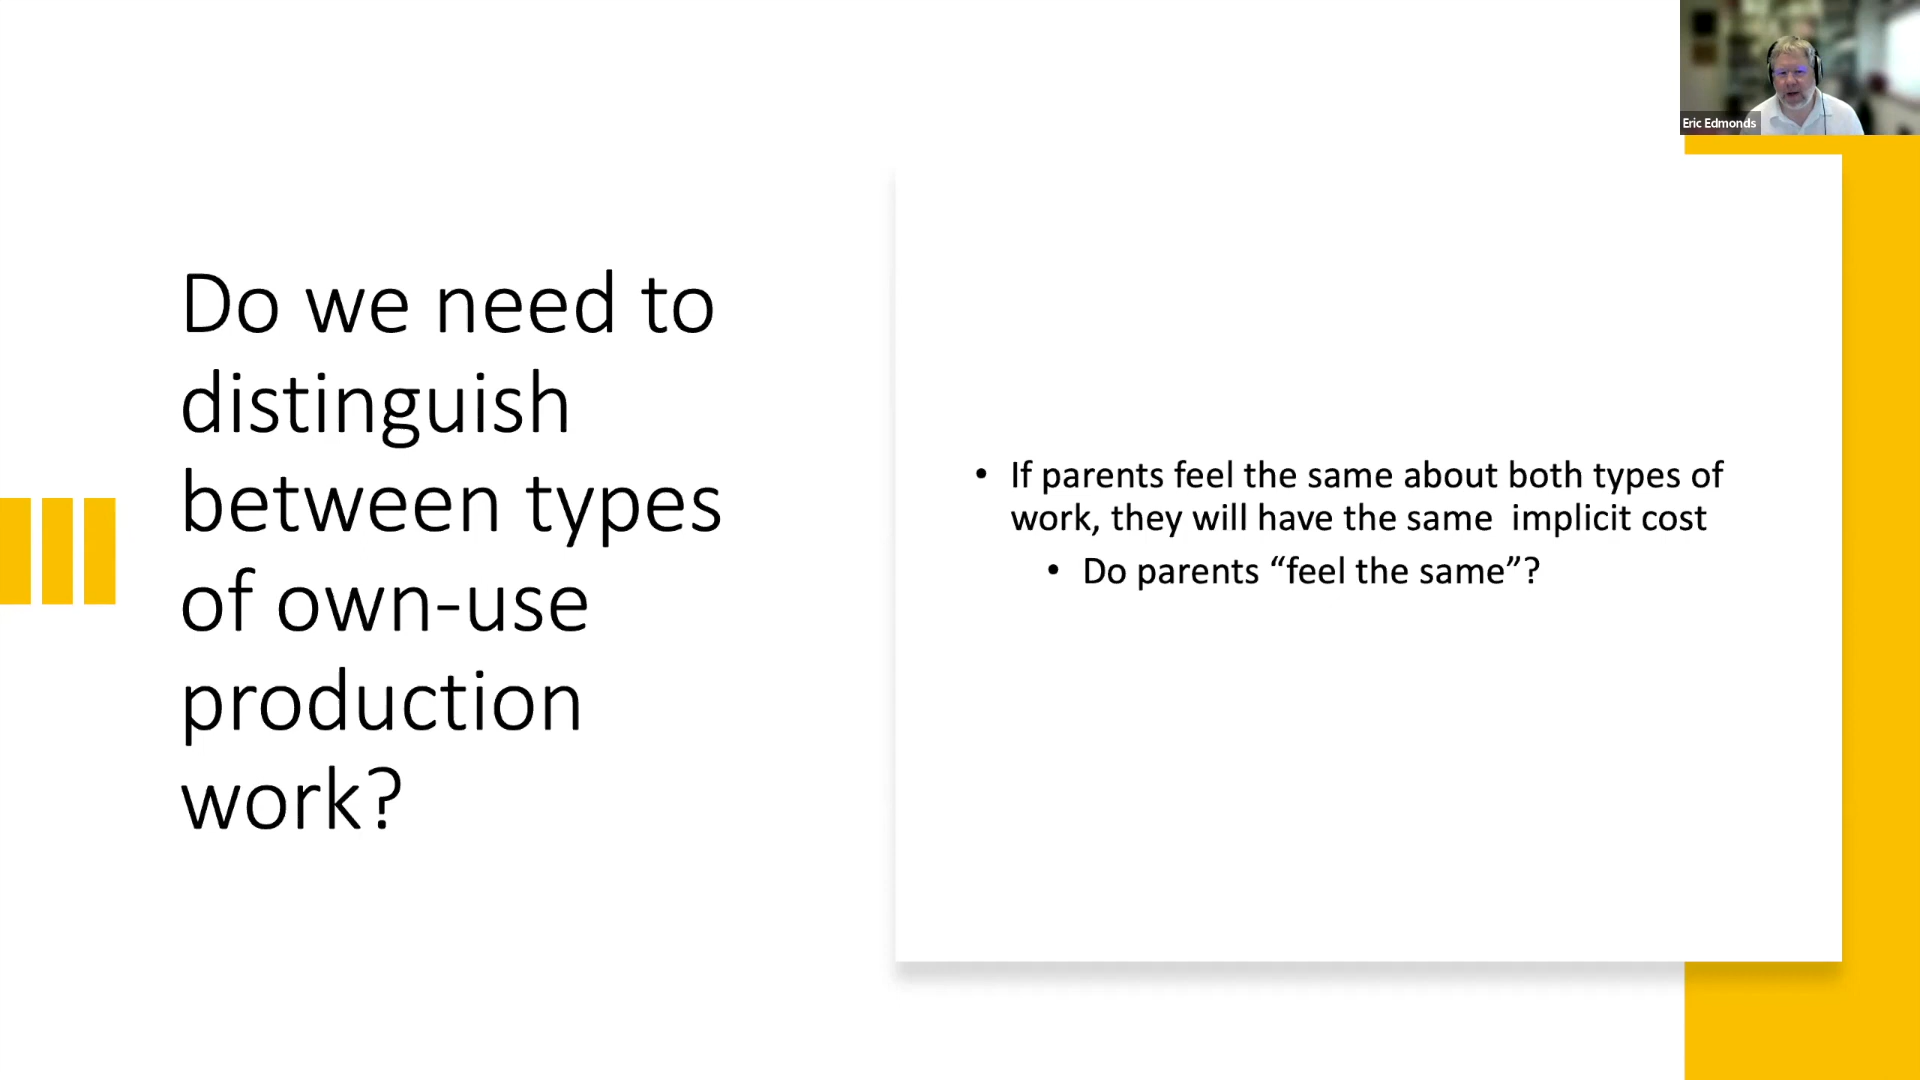 Eric Edmonds
Do we need to
distinguish
between types
of own-use
production
work?
• If parents feel the same about both types of
work, they will have the same implicit cost
• Do parents “feel the same”?